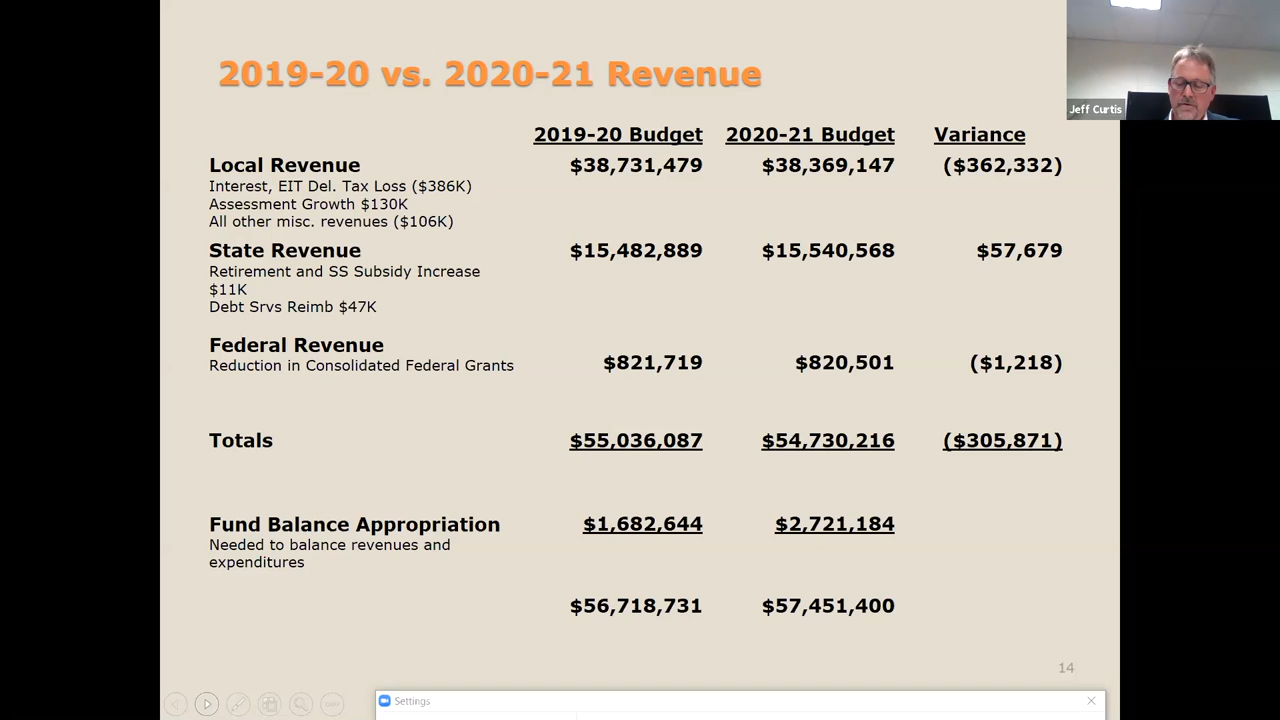 2019-20 vs. 2020-21 Revenue
Jeff Curtis
2019-20 Budget 2020-21 Budget Variance
Local Revenue $38,731,479 $38,369,147 ($362,332)
Interest, EIT Del. Tax Loss ($386K)
Assessment Growth $130K
All other misc. revenues ($106K)
State Revenue $15,482,889 $15,540,568 $57,679
Retirement and SS Subsidy Increase
$11K
Debt Srvs Reimb $47K
Federal Revenue
Reduction in Consolidated Federal Grants $821,719 $820,501 ($1,218)
Totals $55,036,087 $54,730,216 ($305,871)
Fund Balance Appropriation $1,682,644 $2,721,184
Needed to balance revenues and
expenditures
$56,718,731 $57,451,400
14
Settings